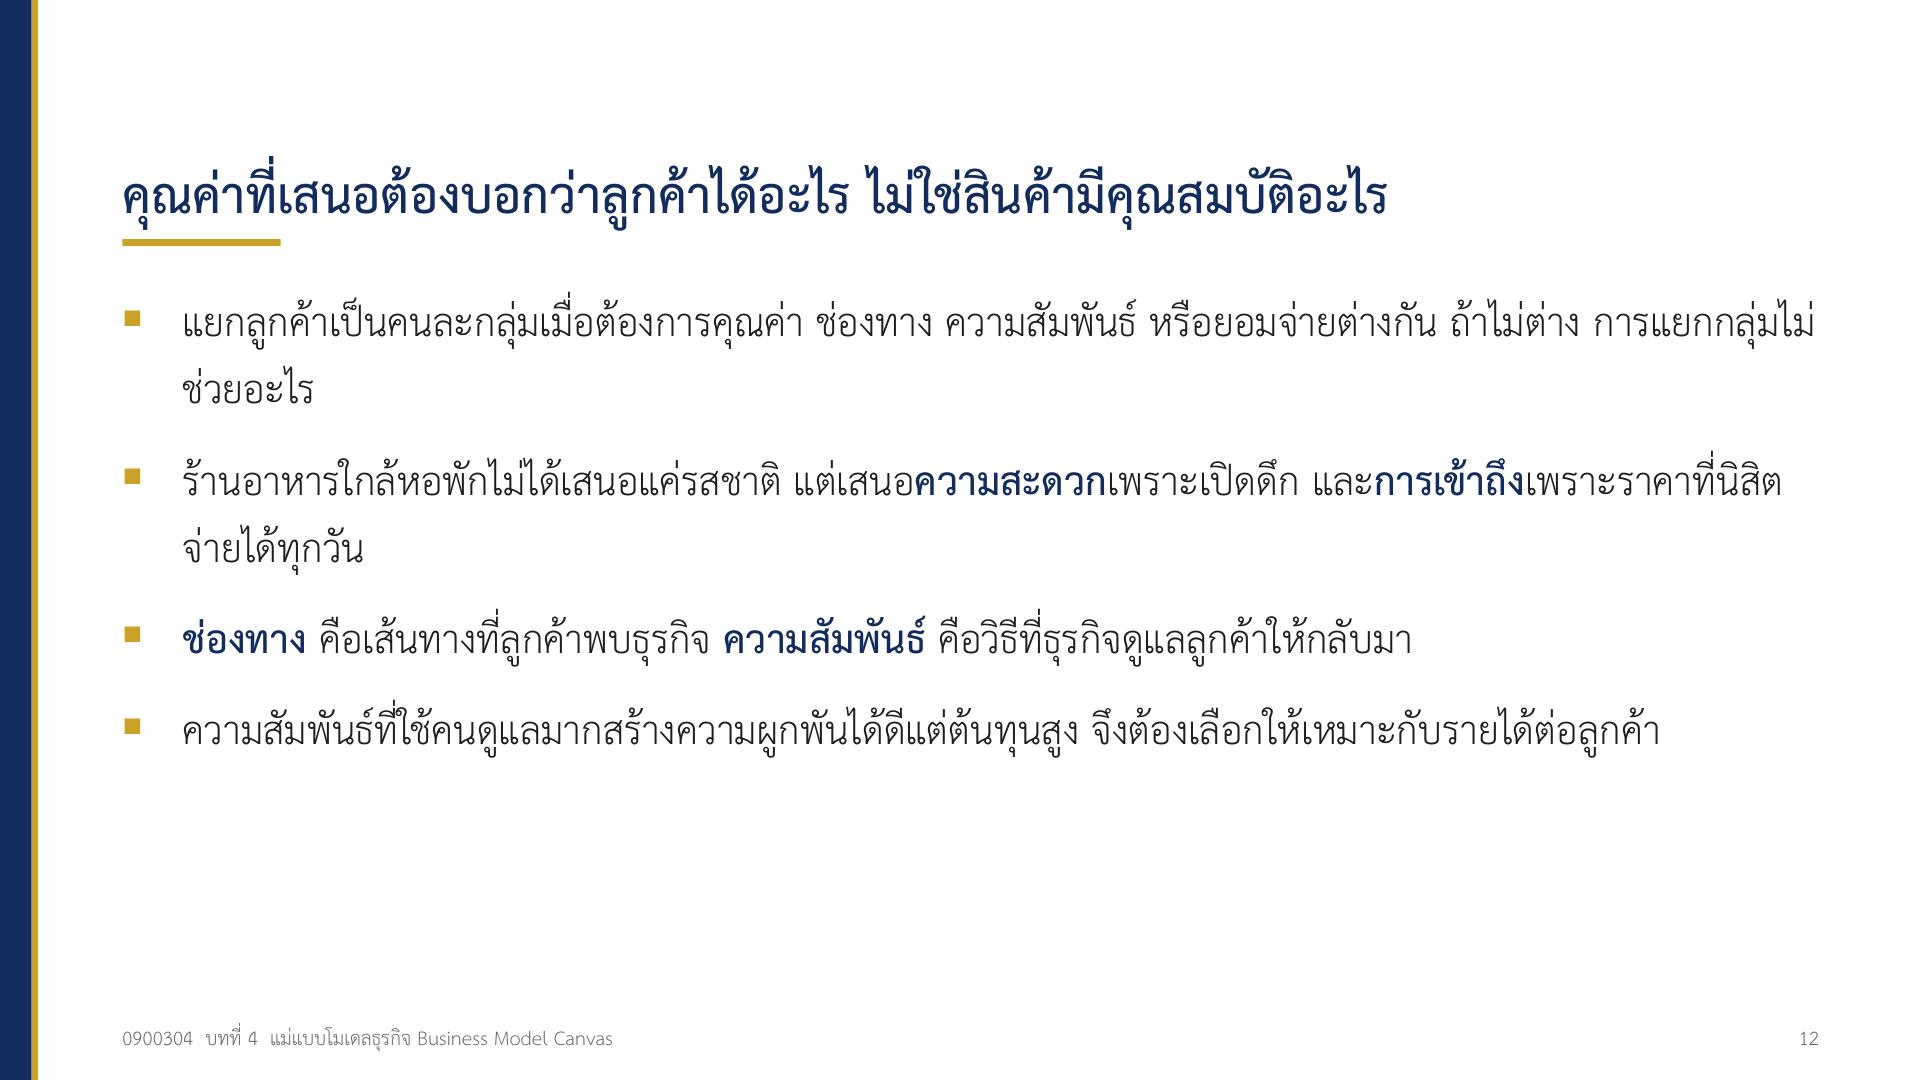 คุณค่าที่เสนอต้องบอกว่าลูกค้าได้อะไร ไม่ใช่สินค้ามีคุณสมบัติอะไร
แยกลูกค้าเป็นคนละกลุ่มเมื่อต้องการคุณค่า ช่องทาง ความสัมพันธ์ หรือยอมจ่ายต่างกัน ถ้าไม่ต่าง การแยกกลุ่มไม่
ช่วยอะไร
ร้านอาหารใกล้หอพักไม่ได้เสนอแค่รสชาติ แต่เสนอความสะดวกเพราะเปิดดึก และการเข้าถึงเพราะราคาที่นิสิต
จ่ายได้ทุกวัน
ช่องทาง คือเส้นทางที่ลูกค้าพบธุรกิจ ความสัมพันธ์ คือวิธีที่ธุรกิจดูแลลูกค้าให้กลับมา
ความสัมพันธ์ที่ใช้คนดูแลมากสร้างความผูกพันได้ดีแต่ต้นทุนสูง จึงต้องเลือกให้เหมาะกับรายได้ต่อลูกค้า
0900304 บทที่ 4 แม่แบบโมเดลธุรกิจ Business Model Canvas
12